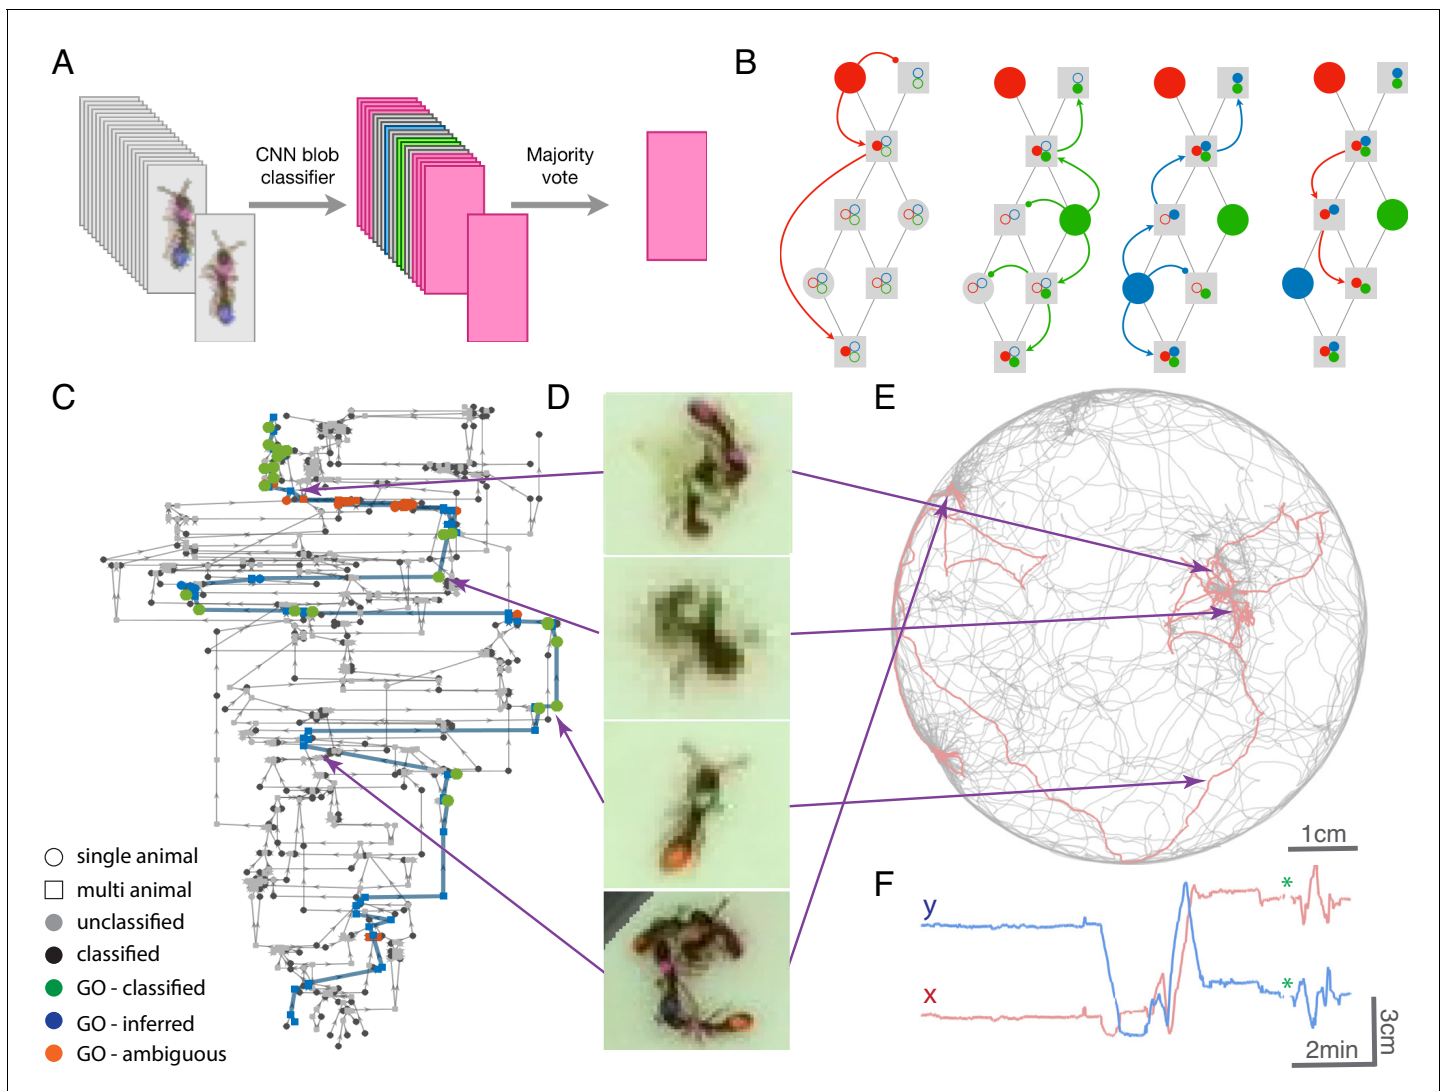 A
CNN blob
classifier
Majority
vote
B
C
single animal
multi animal
unclassified
classified
GO - classified
GO - inferred
GO - ambiguous
D
E
1cm
F
y
x
*
*
2min
3cm